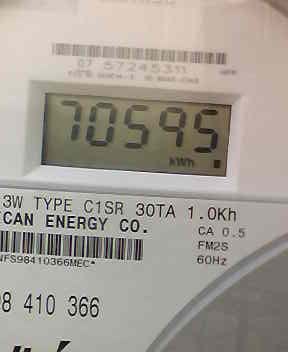 07 57245311
70595
kWh
3W TYPE C1SR 30TA 1.0Kh
CAN ENERGY CO.
CA 0.5
FM2S
NFS98410366MEC*
60Hz
98 410 366